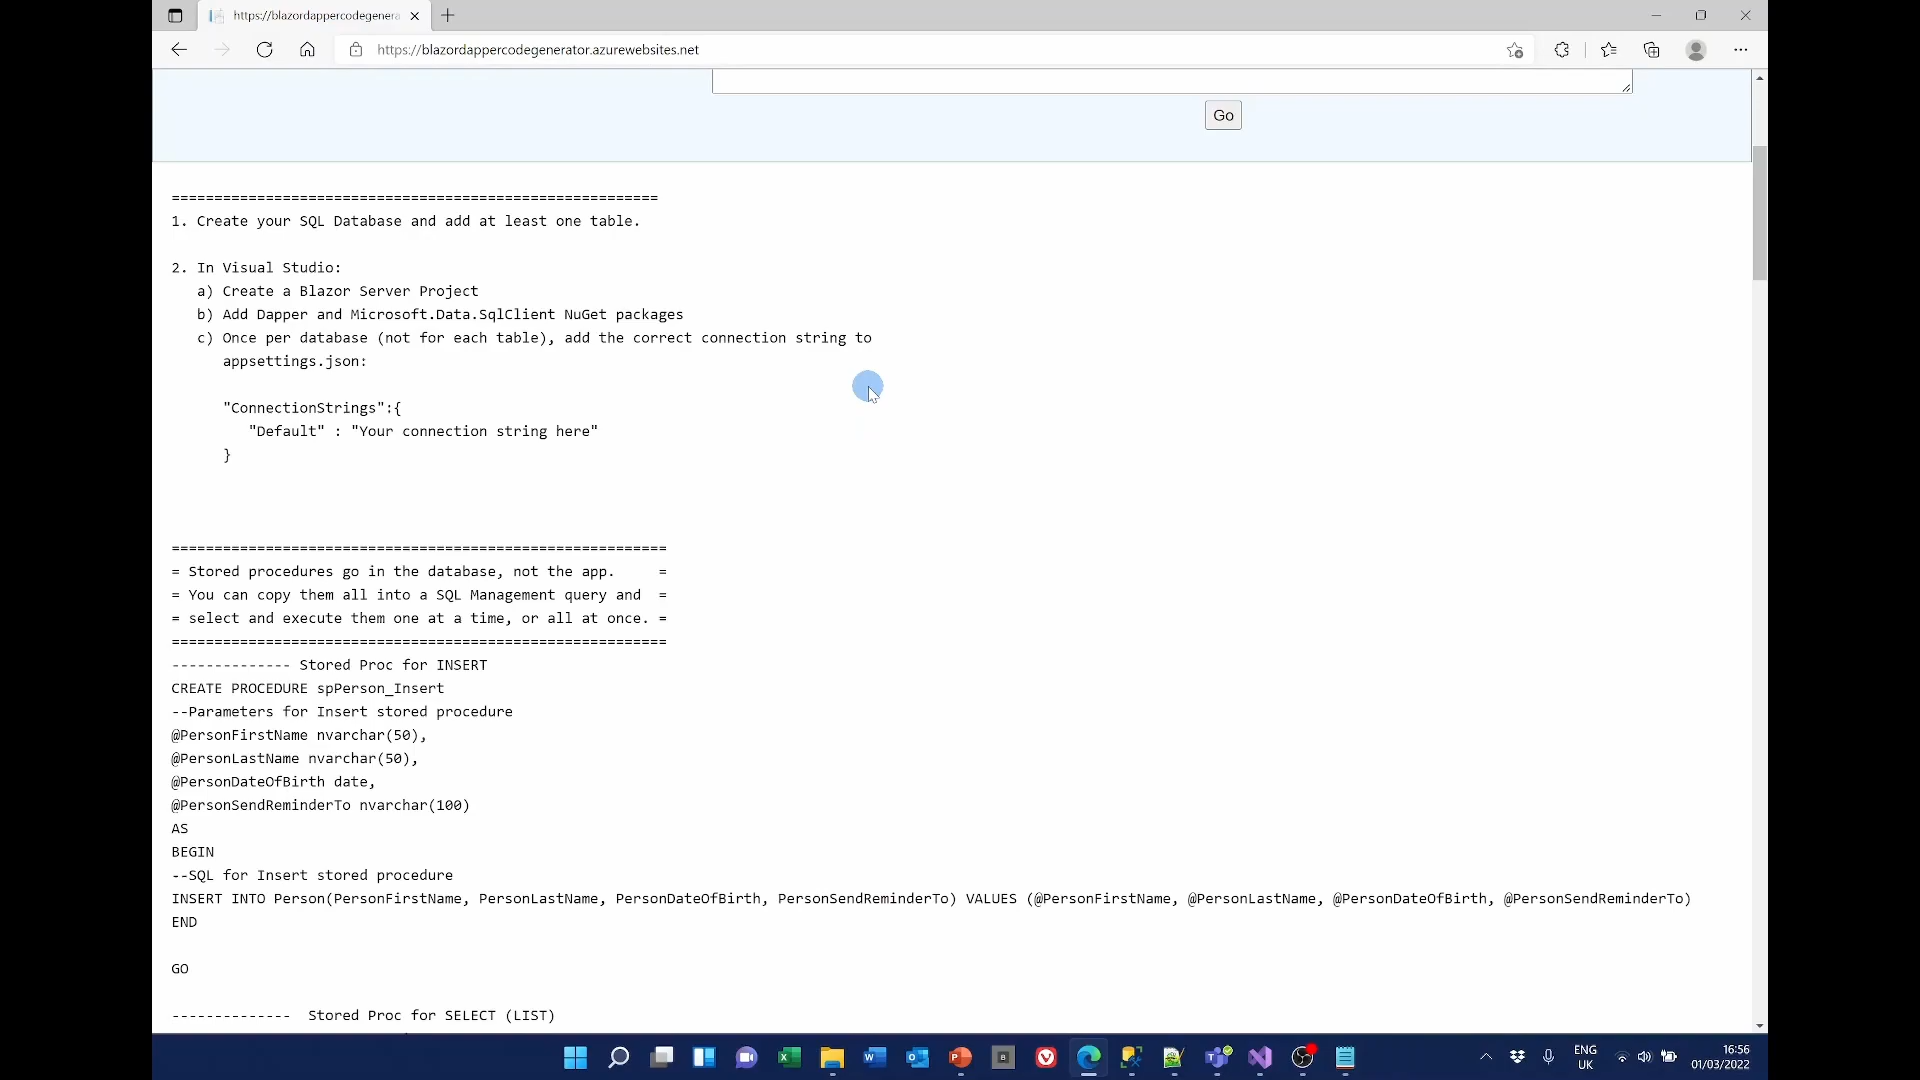 https://blazordappercodegenera
https://blazordappercodegenerator.azurewebsites.net
Go
=========================================================
1. Create your SQL Database and add at least one table.
2. In Visual Studio:
a) Create a Blazor Server Project
b) Add Dapper and Microsoft.Data.SqlClient NuGet packages
c) Once per database (not for each table), add the correct connection string to
appsettings.json:
"ConnectionStrings":{
"Default" : "Your connection string here"
}
==========================================================
= Stored procedures go in the database, not the app.     =
= You can copy them all into a SQL Management query and  =
= select and execute them one at a time, or all at once. =
==========================================================
-------------- Stored Proc for INSERT
CREATE PROCEDURE spPerson_Insert
--Parameters for Insert stored procedure
@PersonFirstName nvarchar(50),
@PersonLastName nvarchar(50),
@PersonDateOfBirth date,
@PersonSendReminderTo nvarchar(100)
AS
BEGIN
--SQL for Insert stored procedure
INSERT INTO Person(PersonFirstName, PersonLastName, PersonDateOfBirth, PersonSendReminderTo) VALUES (@PersonFirstName, @PersonLastName, @PersonDateOfBirth, @PersonSendReminderTo)
END
GO
--------------  Stored Proc for SELECT (LIST)
ENG
UK
16:56
01/03/2022